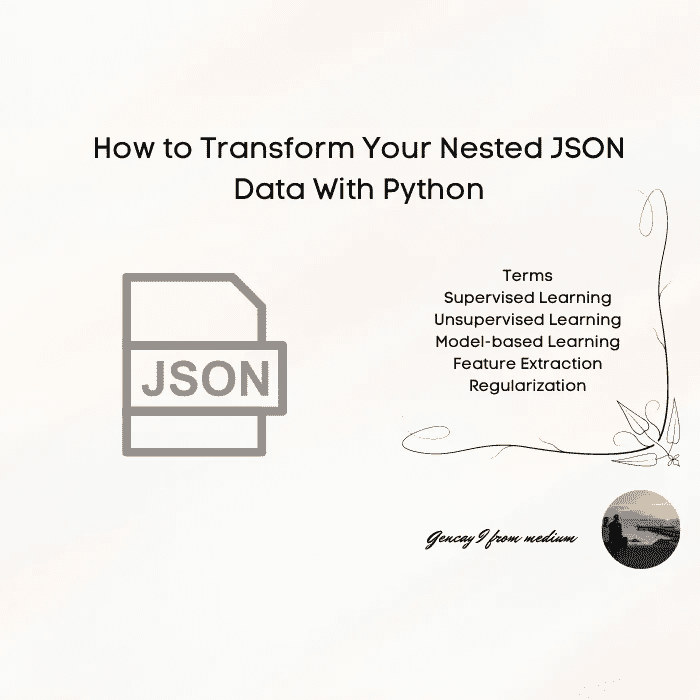 How to Transform Your Nested JSON
Data With Python
JSON
Terms
Supervised Learning
Unsupervised Learning
Model-based Learning
Feature Extraction
Regularization
Gencay I from medium